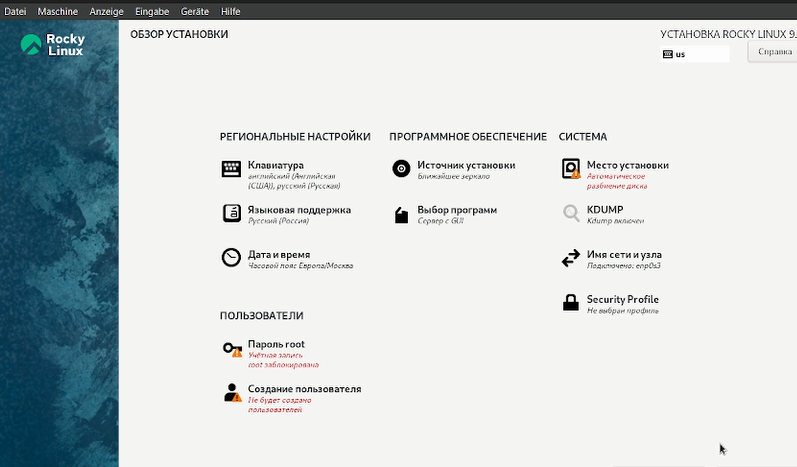 Datei Maschine Anzeige Eingabe Geräte Hilfe
Rocky
Linux
ОБЗОР УСТАНОВКИ
УСТАНОВКА ROCKY LINUX 9.
us
Справка
РЕГИОНАЛЬНЫЕ НАСТРОЙКИ
Клавиатура
английский (Английская
(США)), русский (Русская)
Языковая поддержка
Русский (Россия)
Дата и время
Часовой пояс Европа/Москва
ПРОГРАММНОЕ ОБЕСПЕЧЕНИЕ
Источник установки
Ближайшее зеркало
Выбор программ
Сервер с GUI
СИСТЕМА
Место установки
Автоматическое
разбиение диска
KDUMP
Kdump включен
Имя сети и узла
Подключено: enp0s3
Security Profile
Не выбран профиль
ПОЛЬЗОВАТЕЛИ
Пароль root
Учётная запись
root заблокирована
Создание пользователя
Не будет создано
пользователей